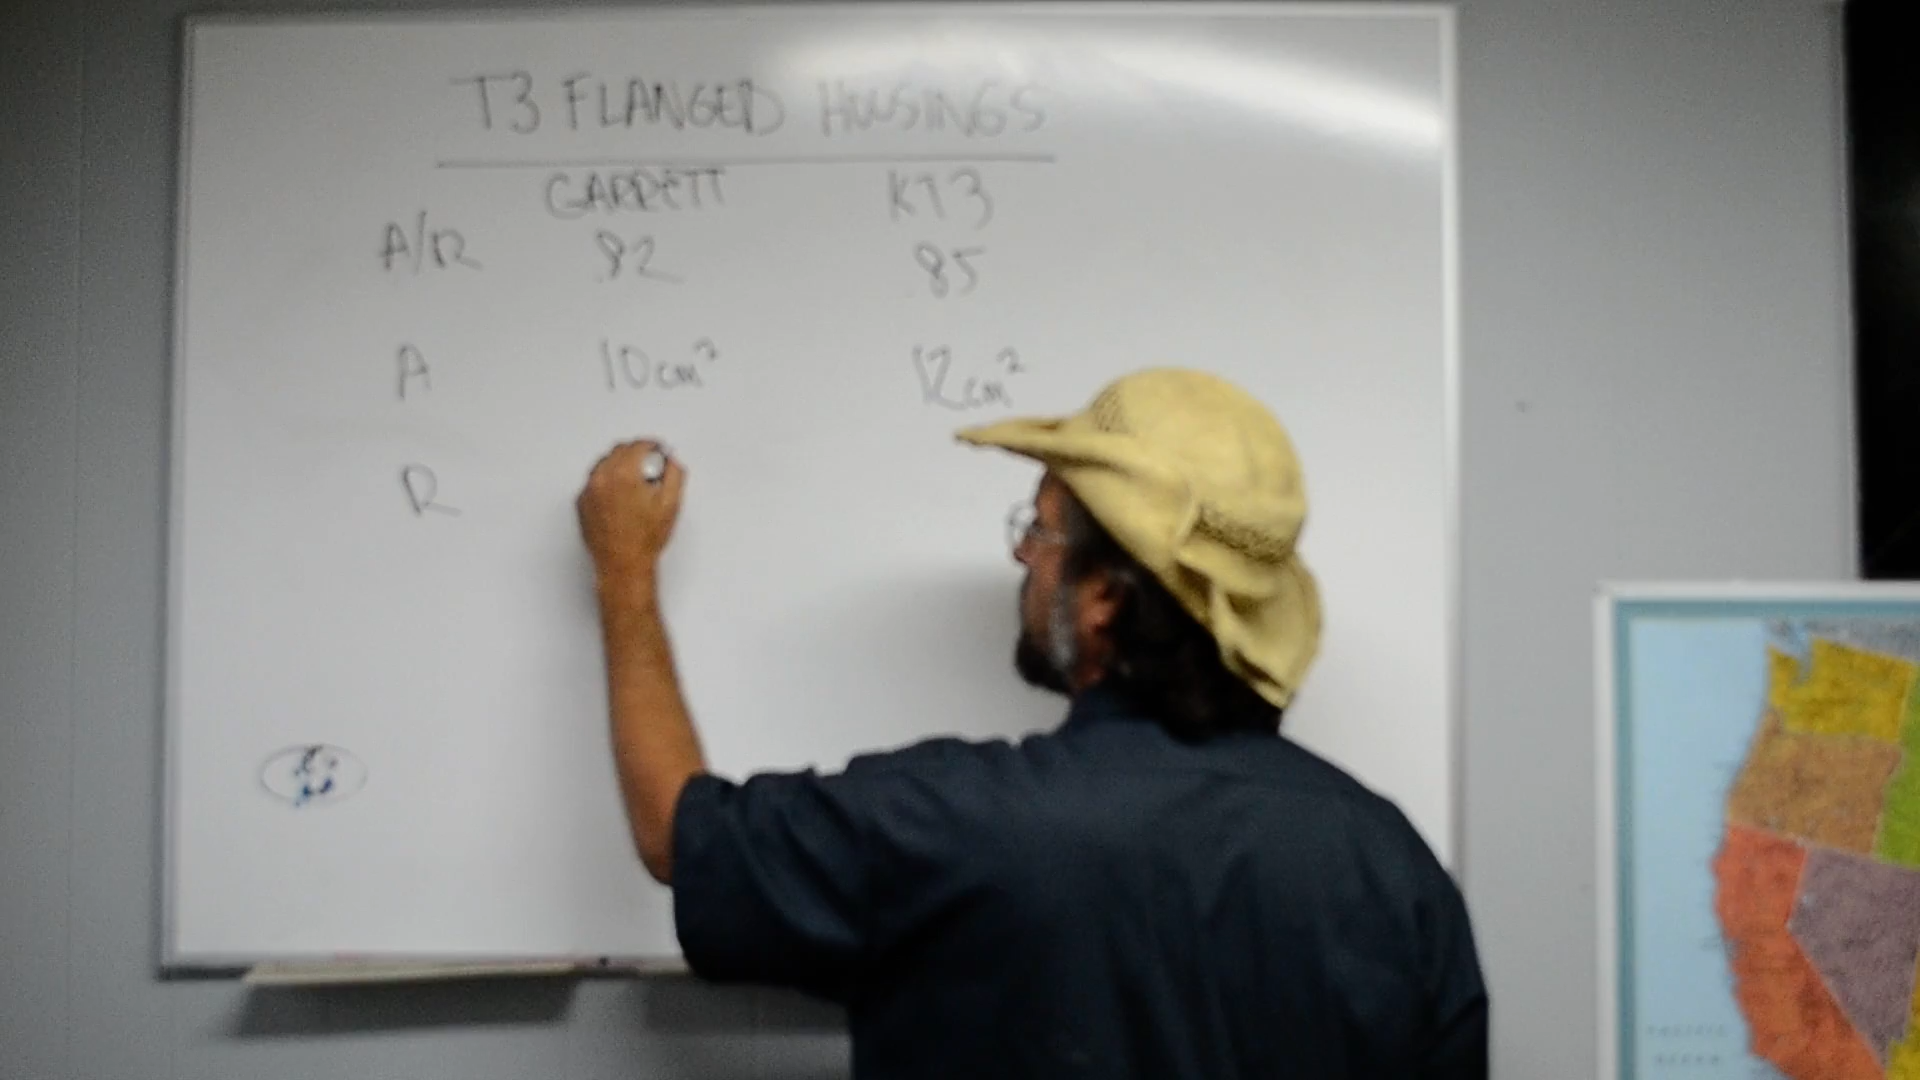 T3 FLANGED HOUSINGS
GARRETT KT3
A/R .82 .85
A 10cm² 12cm²
R